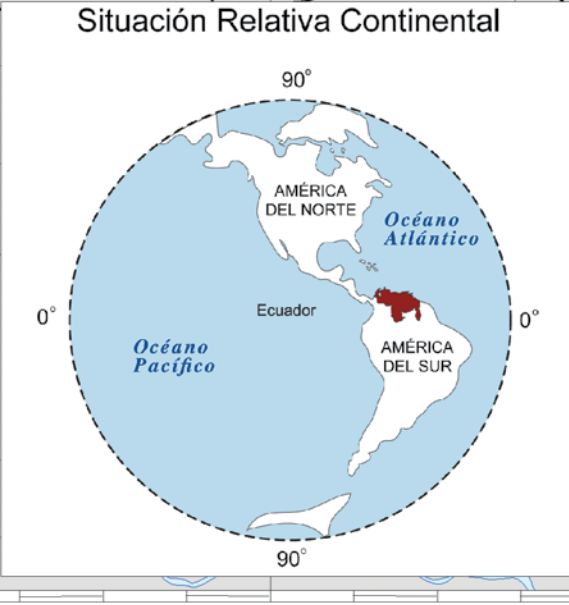 Situación Relativa Continental
90°
AMÉRICA
DEL NORTE
Océano
Atlántico
0°
Ecuador
0°
Océano
Pacífico
AMÉRICA
DEL SUR
90°